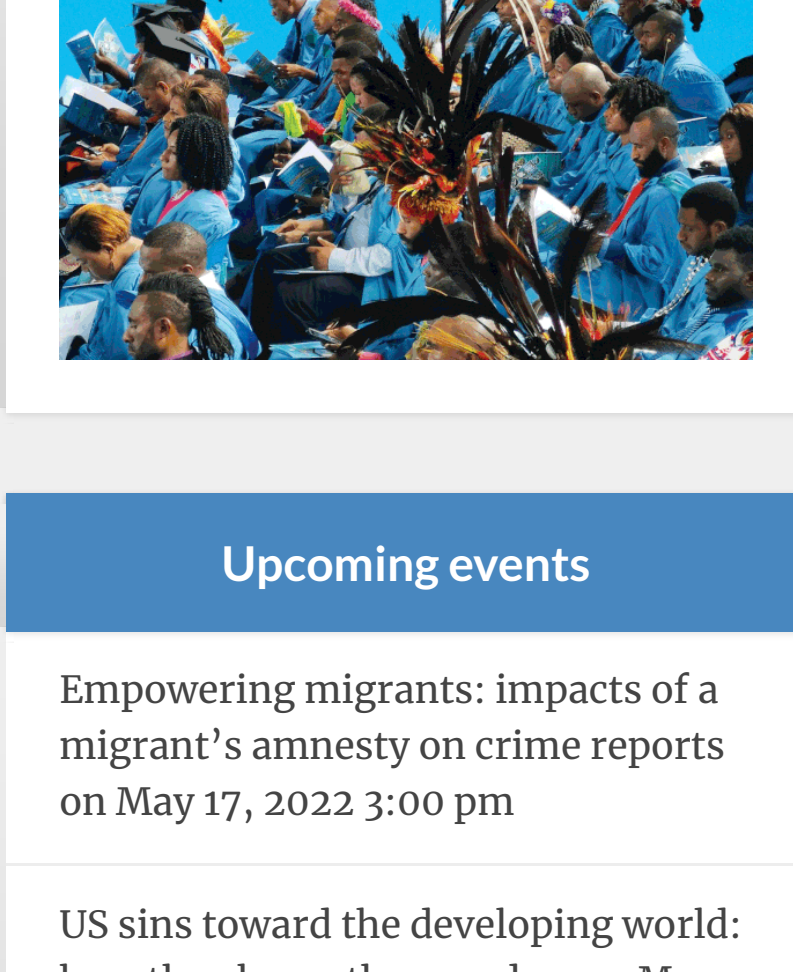 Upcoming events
Empowering migrants: impacts of a
migrant’s amnesty on crime reports
on May 17, 2022 3:00 pm
US sins toward the developing world: